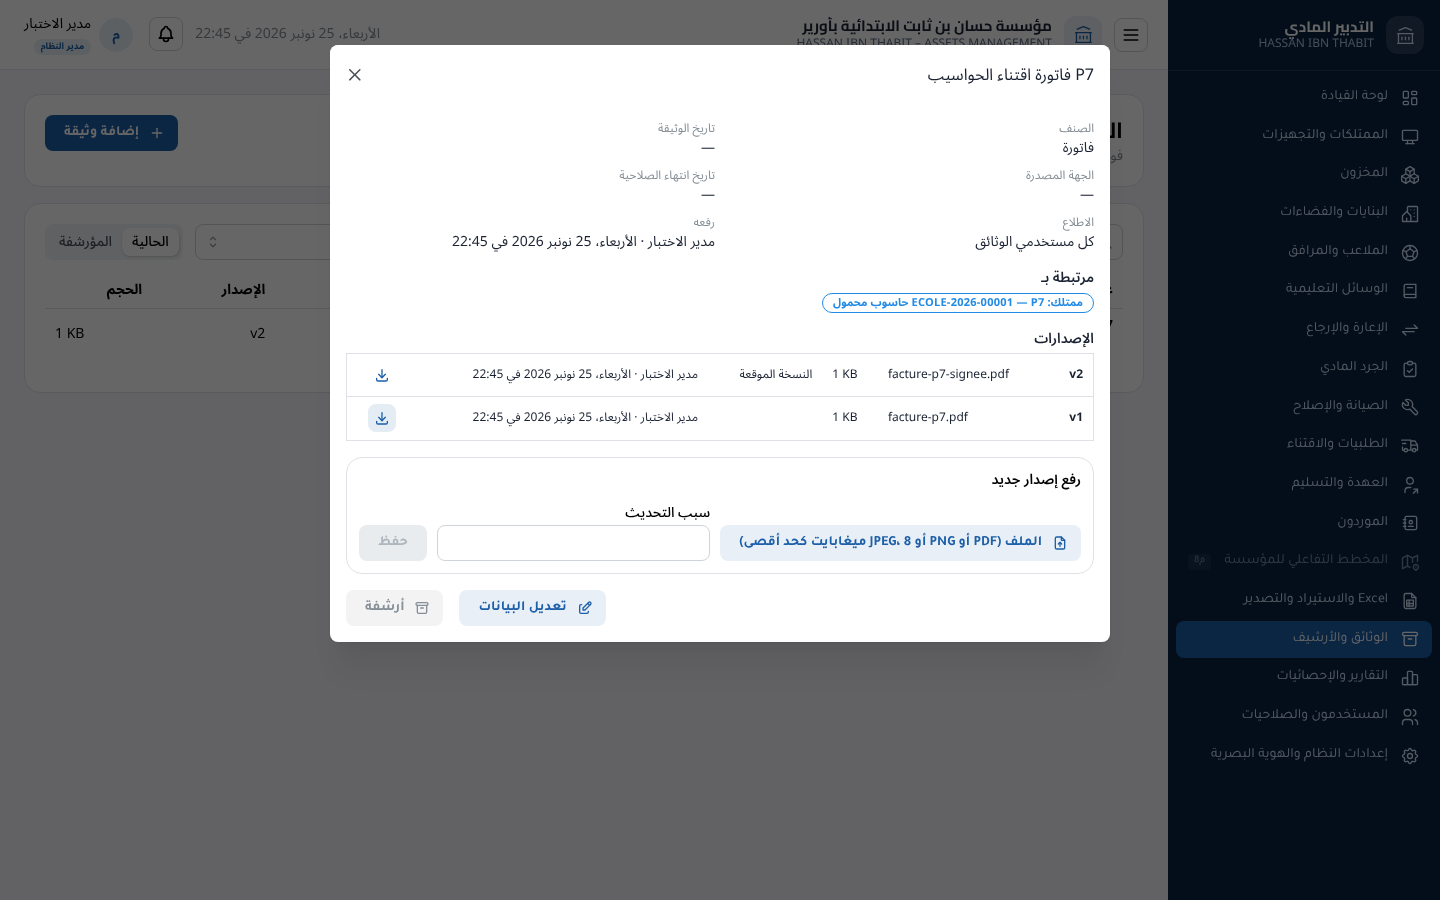 التدبير المادي
HASSAN IBN THABIT
لوحة القيادة
الممتلكات والتجهيزات
المخزون
البنايات والفضاءات
الملاعب والمرافق
الوسائل التعليمية
الإعارة والإرجاع
الجرد المادي
الصيانة والإصلاح
الطلبيات والاقتناء
العهدة والتسليم
الموردون
المخطط التفاعلي للمؤسسة
Excel والاستيراد والتصدير
الوثائق والأرشيف
التقارير والإحصائيات
المستخدمون والصلاحيات
إعدادات النظام والهوية البصرية
مؤسسة حسان بن ثابت الابتدائية بأورير
HASSAN IBN THABIT – ASSETS MANAGEMENT
الأربعاء، 25 نونبر 2026 في 22:45
م
مدير الاختبار
مدير النظام
إضافة وثيقة
الحالية
المؤرشفة
الإصدار
الحجم
v2
1 KB
P7 فاتورة اقتناء الحواسيب
الصنف
فاتورة
تاريخ الوثيقة
—
الجهة المصدرة
—
تاريخ انتهاء الصلاحية
—
الاطلاع
كل مستخدمي الوثائق
رفعه
مدير الاختبار · الأربعاء، 25 نونبر 2026 في 22:45
مرتبطة بـ
ممتلك: ECOLE-2026-00001 — P7 حاسوب محمول
الإصدارات
v2 facture-p7-signee.pdf 1 KB النسخة الموقعة مدير الاختبار · الأربعاء، 25 نونبر 2026 في 22:45
v1 facture-p7.pdf 1 KB مدير الاختبار · الأربعاء، 25 نونبر 2026 في 22:45
رفع إصدار جديد
سبب التحديث
الملف (PDF أو PNG أو JPEG، 8 ميغابايت كحد أقصى)
حفظ
تعديل البيانات
أرشفة